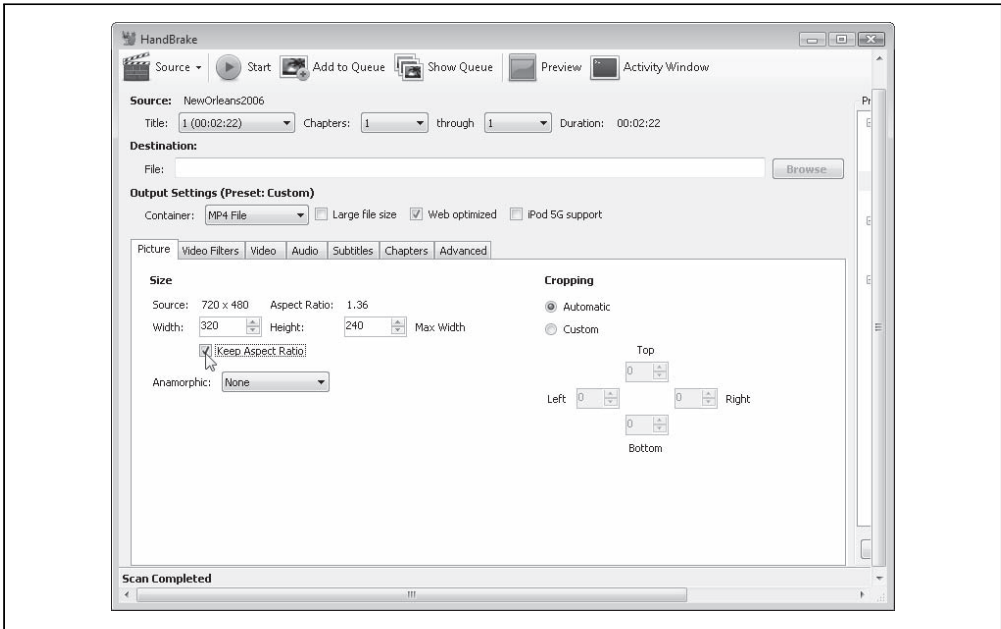 HandBrake
Source Start Add to Queue Show Queue Preview Activity Window
Source: NewOrleans2006
Pr
Title: 1 (00:02:22) Chapters: 1 through 1 Duration: 00:02:22
Destination:
File: Browse
Output Settings (Preset: Custom)
Container: MP4 File Large file size Web optimized iPod 5G support
Picture Video Filters Video Audio Subtitles Chapters Advanced
Size Cropping
Source: 720 x 480 Aspect Ratio: 1.36 Automatic
Width: 320 Height: 240 Max Width Custom
Keep Aspect Ratio Top
0
Anamorphic: None
Left 0 0 Right
0
Bottom
Scan Completed